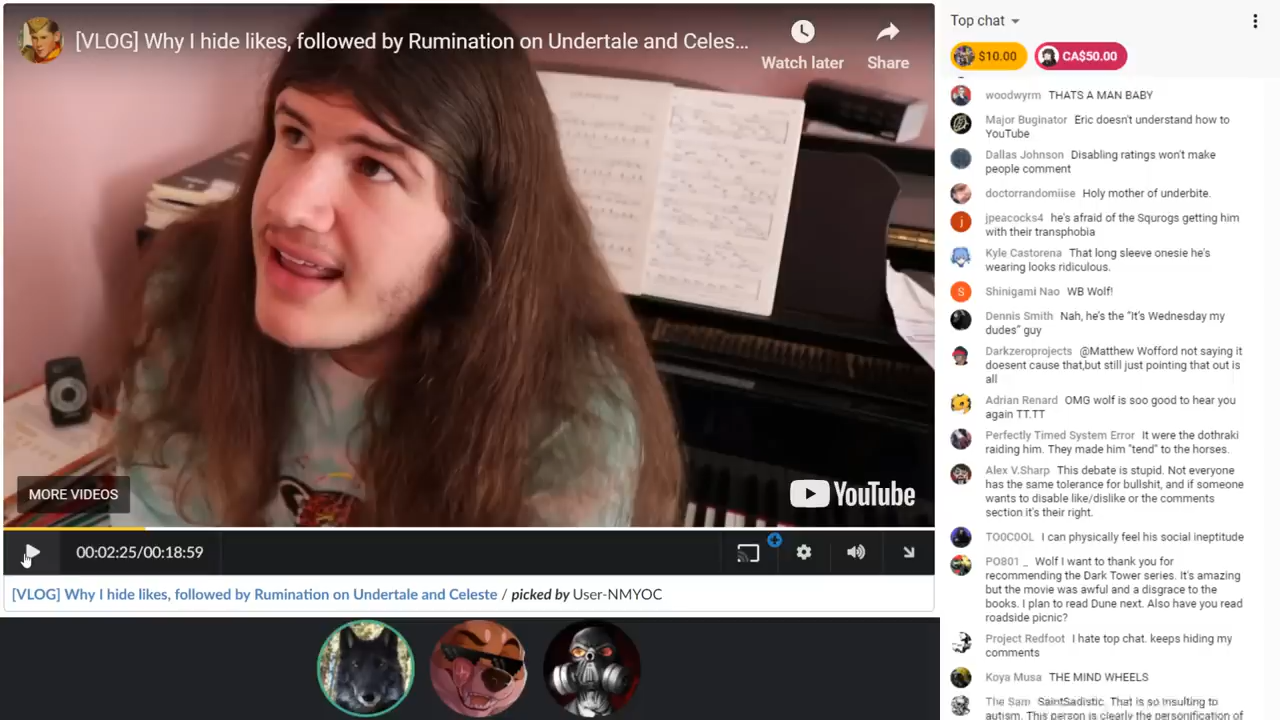 [VLOG] Why I hide likes, followed by Rumination on Undertale and Celes...
Watch later
Share
MORE VIDEOS
YouTube
00:02:25/00:18:59
[VLOG] Why I hide likes, followed by Rumination on Undertale and Celeste / picked by User-NMYOC
Top chat
$10.00
CA$50.00
woodwyrm THATS A MAN BABY
Major Buginator Eric doesn't understand how to
YouTube
Dallas Johnson Disabling ratings won't make
people comment
doctorrandomiise Holy mother of underbite.
jpeacocks4 he's afraid of the Squrogs getting him
with their transphobia
Kyle Castorena That long sleeve onesie he's
wearing looks ridiculous.
Shinigami Nao WB Wolf!
Dennis Smith Nah, he's the "It's Wednesday my
dudes" guy
Darkzeroprojects @Matthew Wofford not saying it
doesent cause that,but still just pointing that out is
all
Adrian Renard OMG wolf is soo good to hear you
again TT.TT
Perfectly Timed System Error It were the dothraki
raiding him. They made him "tend" to the horses.
Alex V.Sharp This debate is stupid. Not everyone
has the same tolerance for bullshit, and if someone
wants to disable like/dislike or the comments
section it's their right.
TO0C0OL I can physically feel his social ineptitude
PO801 _ Wolf I want to thank you for
recommending the Dark Tower series. It's amazing
but the movie was awful and a disgrace to the
books. I plan to read Dune next. Also have you read
roadside picnic?
Project Redfoot I hate top chat. keeps hiding my
comments
Koya Musa THE MIND WHEELS
The Sam SaintSadistic. That is so insulting to
autism. This person is clearly the personification of